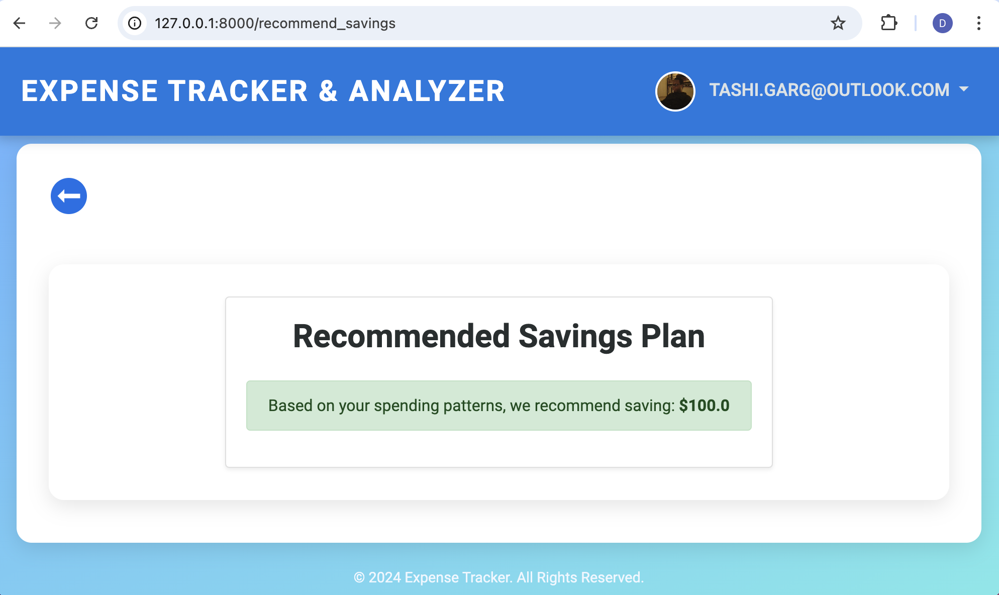 127.0.0.1:8000/recommend_savings
D
EXPENSE TRACKER & ANALYZER
TASHI.GARG@OUTLOOK.COM
Recommended Savings Plan
Based on your spending patterns, we recommend saving: $100.0
© 2024 Expense Tracker. All Rights Reserved.